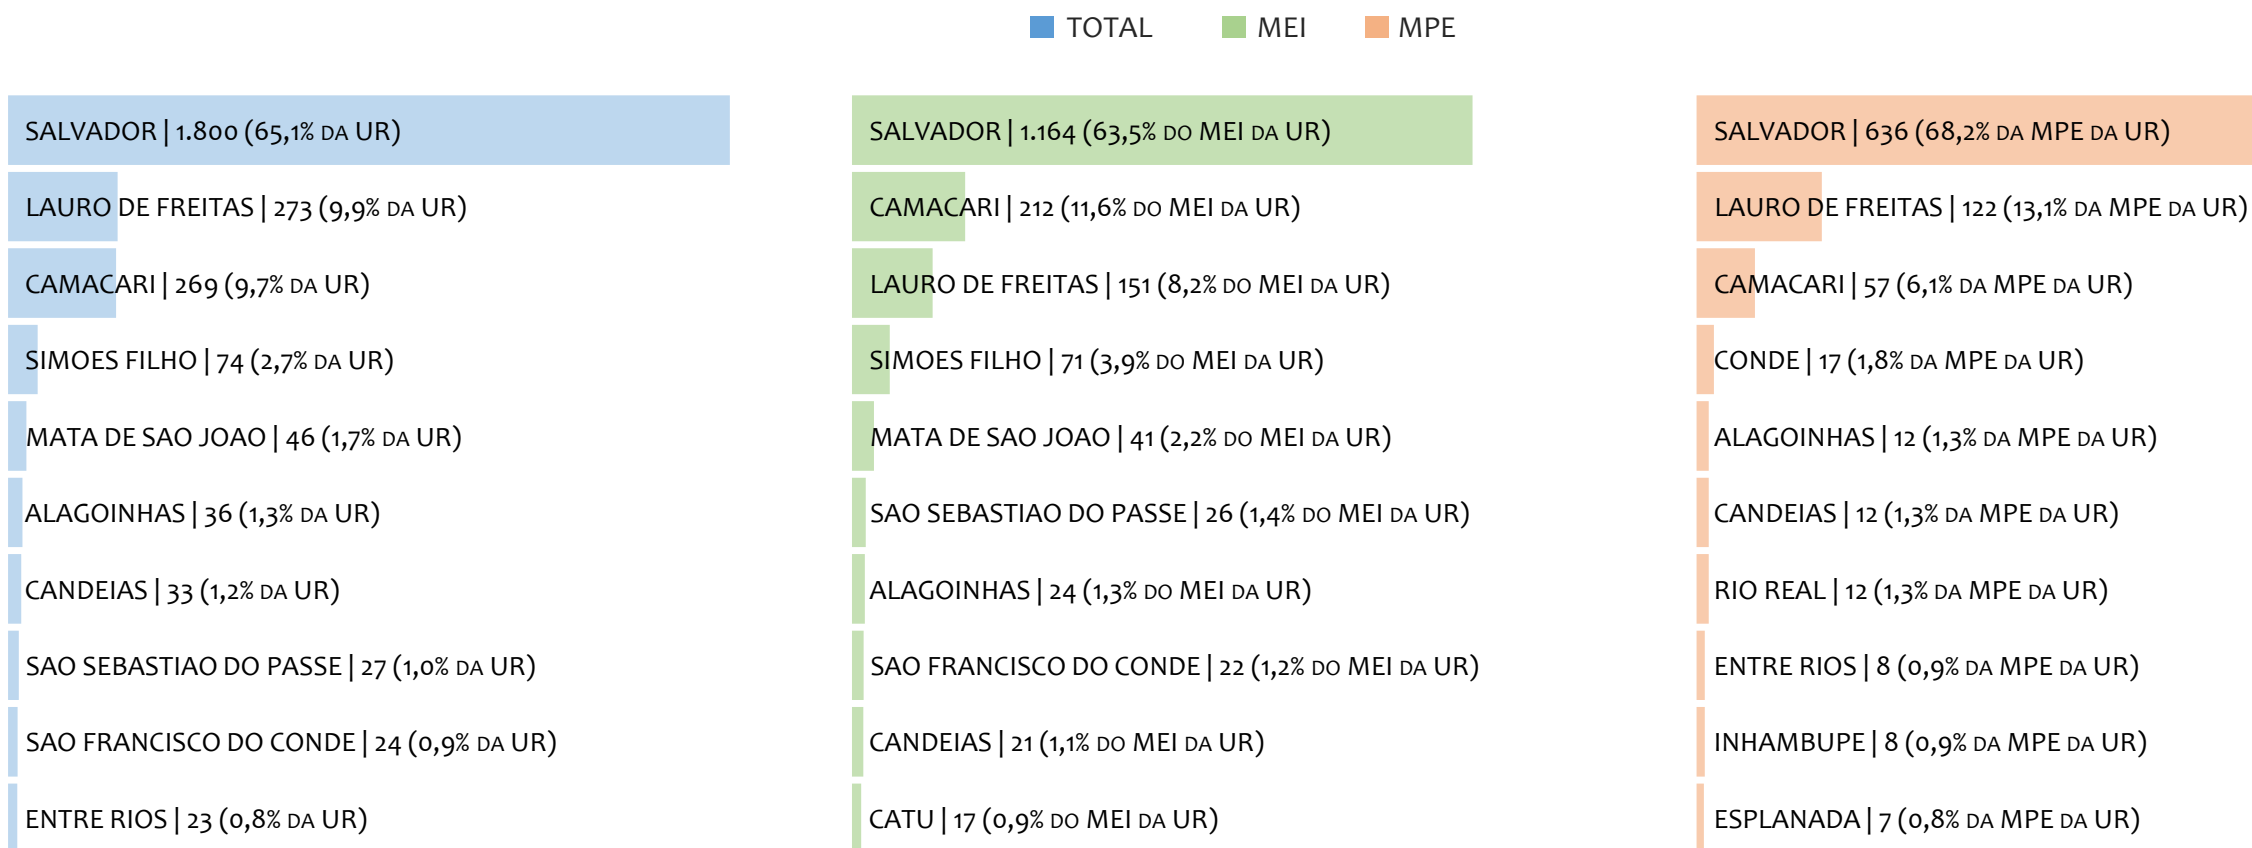 TOTAL MEI MPE
SALVADOR | 1.800 (65,1% DA UR)
LAURO DE FREITAS | 273 (9,9% DA UR)
CAMACARI | 269 (9,7% DA UR)
SIMOES FILHO | 74 (2,7% DA UR)
MATA DE SAO JOAO | 46 (1,7% DA UR)
ALAGOINHAS | 36 (1,3% DA UR)
CANDEIAS | 33 (1,2% DA UR)
SAO SEBASTIAO DO PASSE | 27 (1,0% DA UR)
SAO FRANCISCO DO CONDE | 24 (0,9% DA UR)
ENTRE RIOS | 23 (0,8% DA UR)
SALVADOR | 1.164 (63,5% DO MEI DA UR)
CAMACARI | 212 (11,6% DO MEI DA UR)
LAURO DE FREITAS | 151 (8,2% DO MEI DA UR)
SIMOES FILHO | 71 (3,9% DO MEI DA UR)
MATA DE SAO JOAO | 41 (2,2% DO MEI DA UR)
SAO SEBASTIAO DO PASSE | 26 (1,4% DO MEI DA UR)
ALAGOINHAS | 24 (1,3% DO MEI DA UR)
SAO FRANCISCO DO CONDE | 22 (1,2% DO MEI DA UR)
CANDEIAS | 21 (1,1% DO MEI DA UR)
CATU | 17 (0,9% DO MEI DA UR)
SALVADOR | 636 (68,2% DA MPE DA UR)
LAURO DE FREITAS | 122 (13,1% DA MPE DA UR)
CAMACARI | 57 (6,1% DA MPE DA UR)
CONDE | 17 (1,8% DA MPE DA UR)
ALAGOINHAS | 12 (1,3% DA MPE DA UR)
CANDEIAS | 12 (1,3% DA MPE DA UR)
RIO REAL | 12 (1,3% DA MPE DA UR)
ENTRE RIOS | 8 (0,9% DA MPE DA UR)
INHAMBUPE | 8 (0,9% DA MPE DA UR)
ESPLANADA | 7 (0,8% DA MPE DA UR)